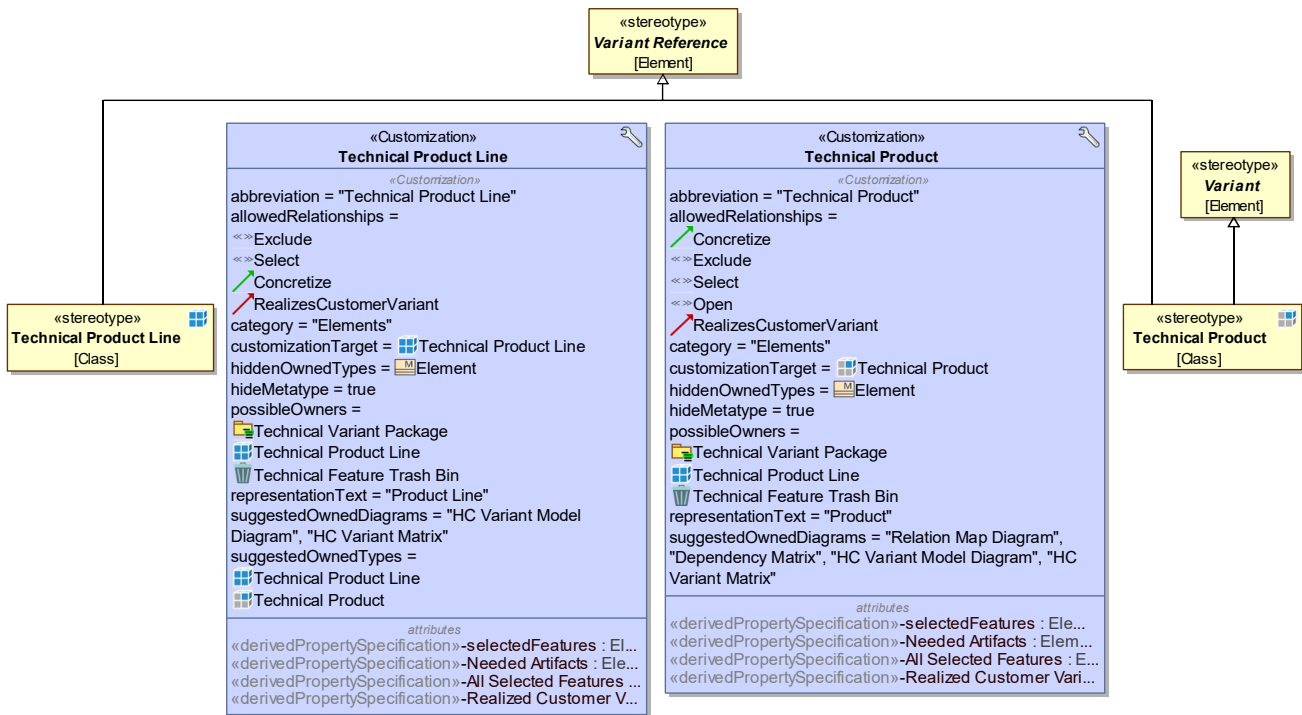 «stereotype»
Variant Reference
[Element]
«Customization»
Technical Product Line
«Customization»
abbreviation = "Technical Product Line"
allowedRelationships =
«»Exclude
«»Select
Concretize
RealizesCustomerVariant
category = "Elements"
customizationTarget = Technical Product Line
hiddenOwnedTypes = M Element
hideMetatype = true
possibleOwners =
Technical Variant Package
Technical Product Line
Technical Feature Trash Bin
representationText = "Product Line"
suggestedOwnedDiagrams = "HC Variant Model
Diagram", "HC Variant Matrix"
suggestedOwnedTypes =
Technical Product Line
Technical Product
attributes
«derivedPropertySpecification»-selectedFeatures : El...
«derivedPropertySpecification»-Needed Artifacts : Ele...
«derivedPropertySpecification»-All Selected Features ...
«derivedPropertySpecification»-Realized Customer V...
«Customization»
Technical Product
«Customization»
abbreviation = "Technical Product"
allowedRelationships =
Concretize
«»Exclude
«»Select
«»Open
RealizesCustomerVariant
category = "Elements"
customizationTarget = Technical Product
hiddenOwnedTypes = M Element
hideMetatype = true
possibleOwners =
Technical Variant Package
Technical Product Line
Technical Feature Trash Bin
representationText = "Product"
suggestedOwnedDiagrams = "Relation Map Diagram",
"Dependency Matrix", "HC Variant Model Diagram", "HC
Variant Matrix"
attributes
«derivedPropertySpecification»-selectedFeatures : Ele...
«derivedPropertySpecification»-Needed Artifacts : Elem...
«derivedPropertySpecification»-All Selected Features : E...
«derivedPropertySpecification»-Realized Customer Vari...
«stereotype»
Variant
[Element]
«stereotype»
Technical Product Line
[Class]
«stereotype»
Technical Product
[Class]